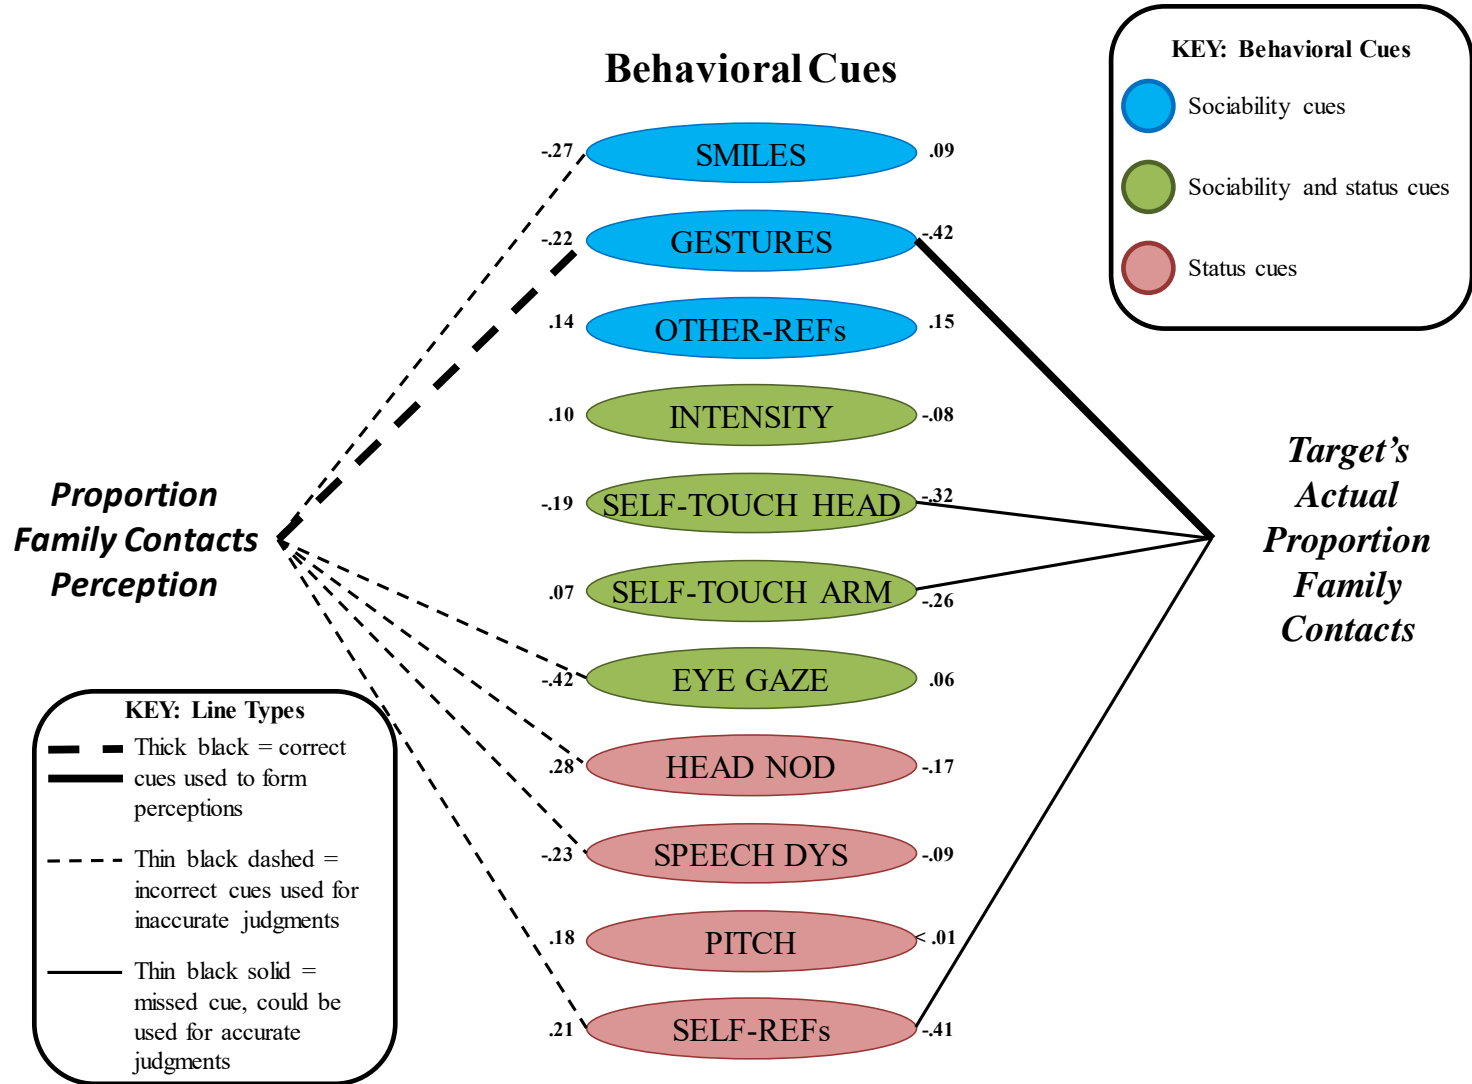 Behavioral Cues
KEY: Behavioral Cues
Sociability cues
Sociability and status cues
Status cues
-.27 SMILES .09
-.22 GESTURES -.42
.14 OTHER-REFs .15
.10 INTENSITY -.08
-.19 SELF-TOUCH HEAD -.32
.07 SELF-TOUCH ARM -.26
-.42 EYE GAZE .06
.28 HEAD NOD -.17
-.23 SPEECH DYS -.09
.18 PITCH < .01
.21 SELF-REFs -.41
Proportion
Family Contacts
Perception
Target’s
Actual
Proportion
Family
Contacts
KEY: Line Types
Thick black = correct
cues used to form
perceptions
Thin black dashed =
incorrect cues used for
inaccurate judgments
Thin black solid =
missed cue, could be
used for accurate
judgments